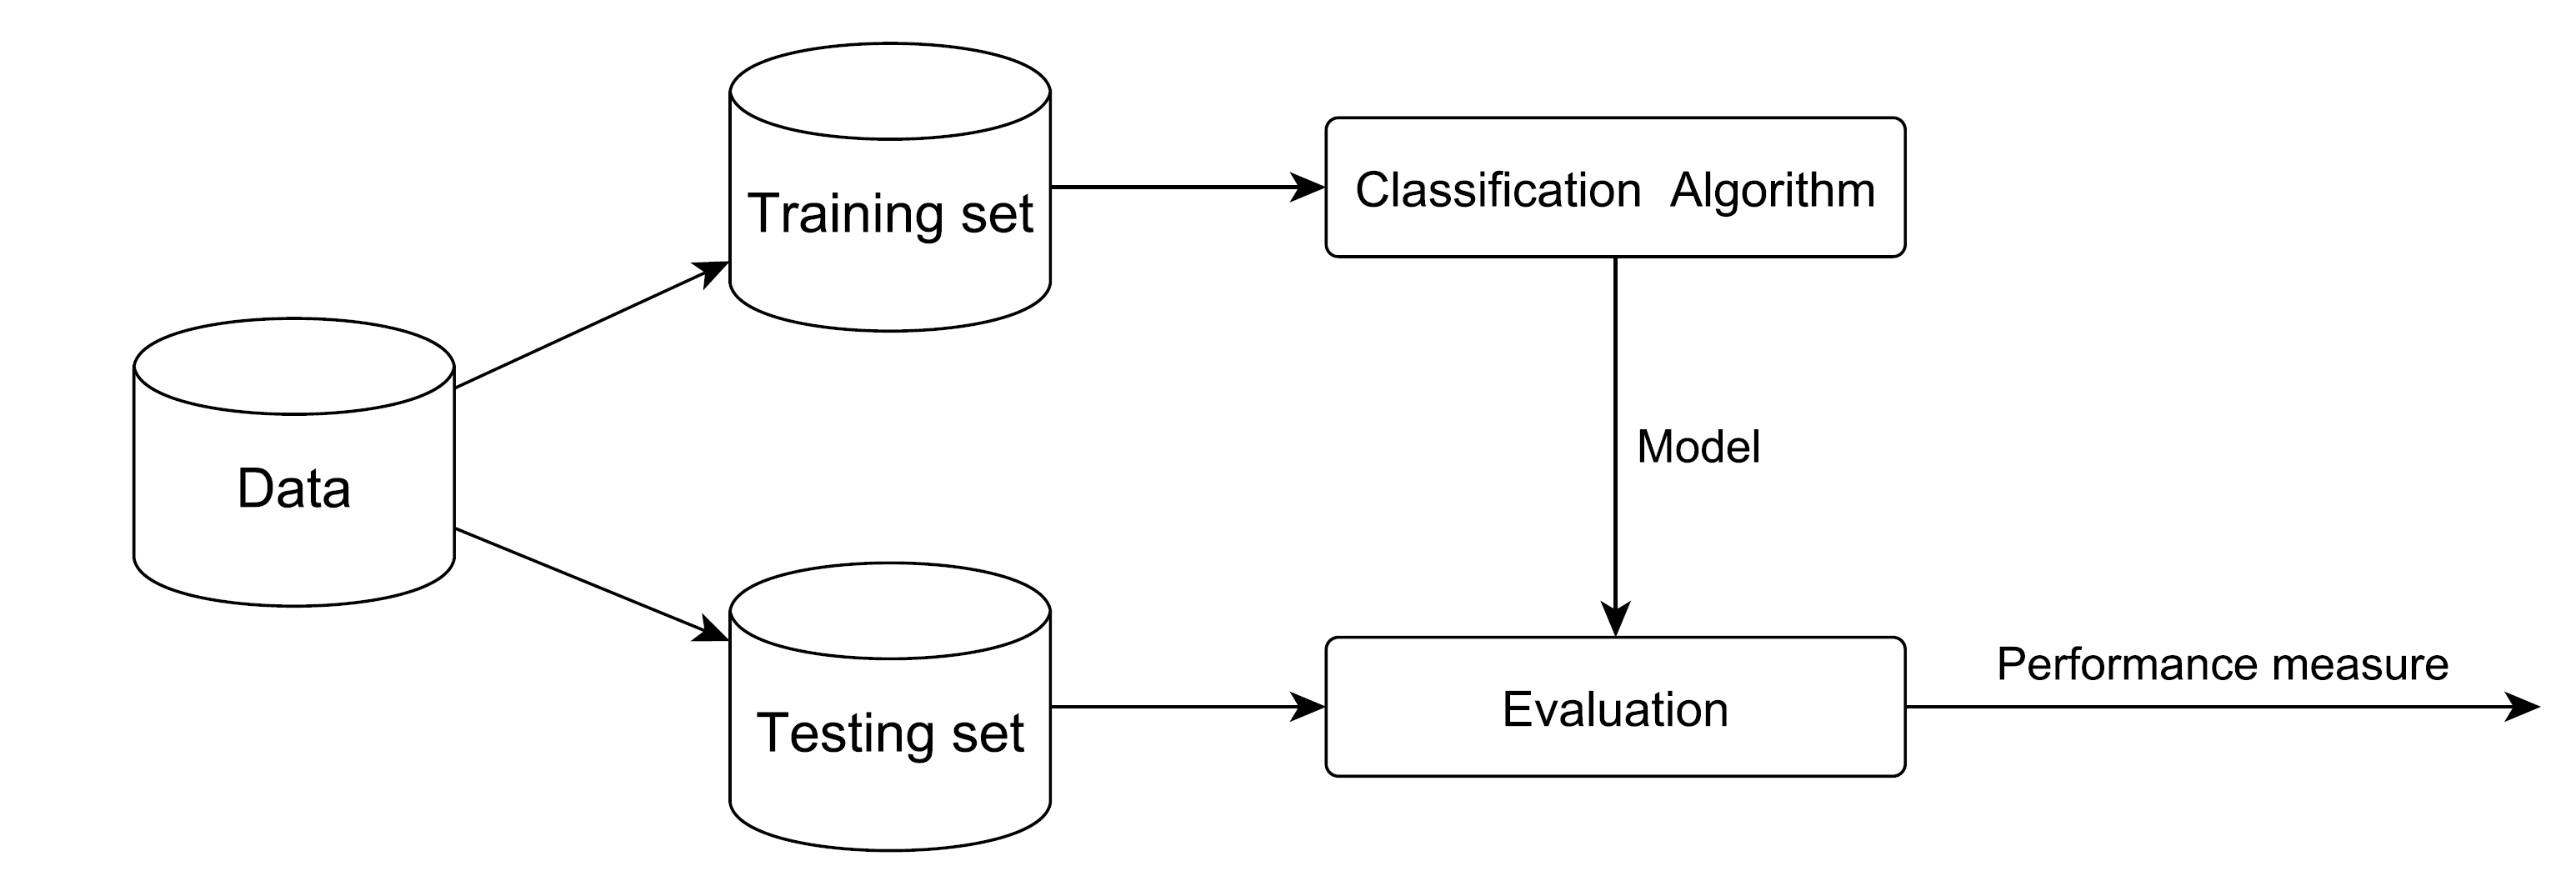 Training set
Classification Algorithm
Data
Model
Testing set
Evaluation
Performance measure